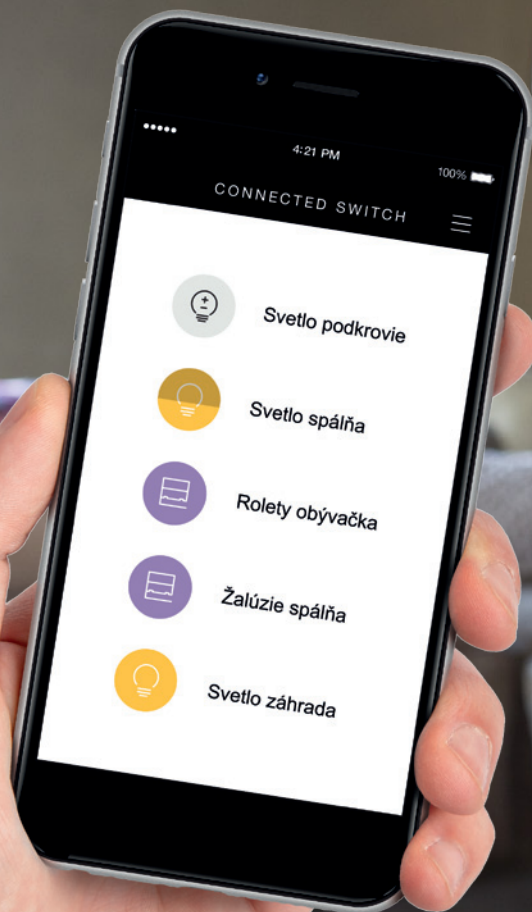 4:21 PM
100%
CONNECTED SWITCH
Svetlo podkrovie
Svetlo spálňa
Rolety obývačka
Žalúzie spálňa
Svetlo záhrada